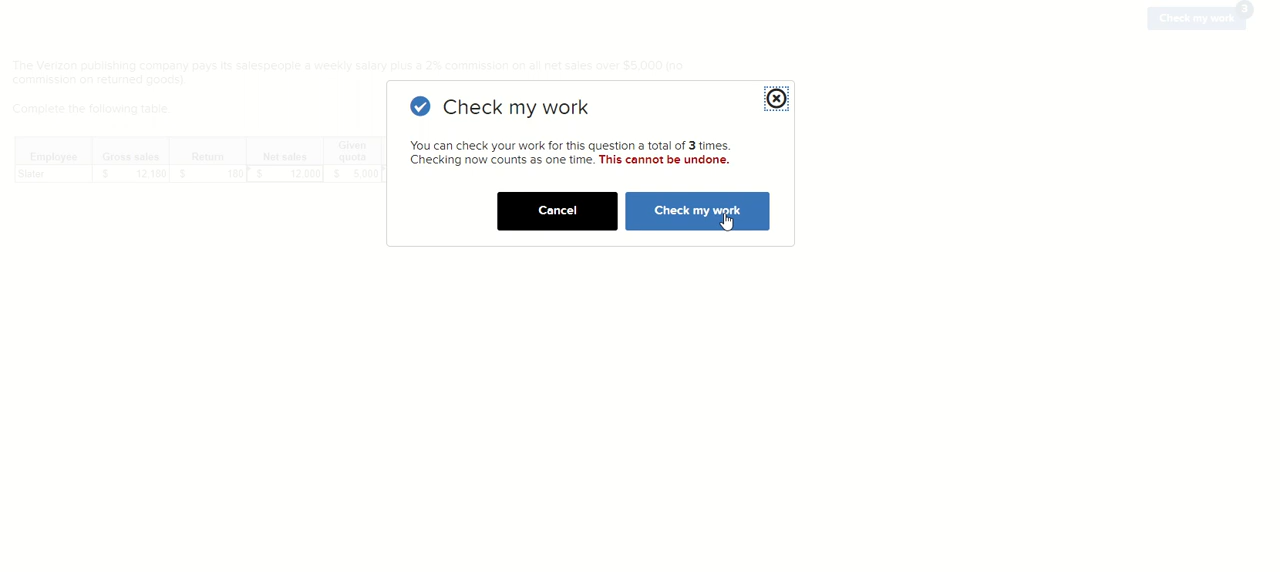 Check my work
3
The Verizon publishing company pays its salespeople a weekly salary plus a 2% commission on all net sales over $5,000 (no
commission on returned goods).
Complete the following table.
Employee Gross sales Return Net sales Given quota
Slater $ 12,180 $ 180 $ 12,000 $ 5,000
Check my work
You can check your work for this question a total of 3 times.
Checking now counts as one time. This cannot be undone.
Cancel Check my work